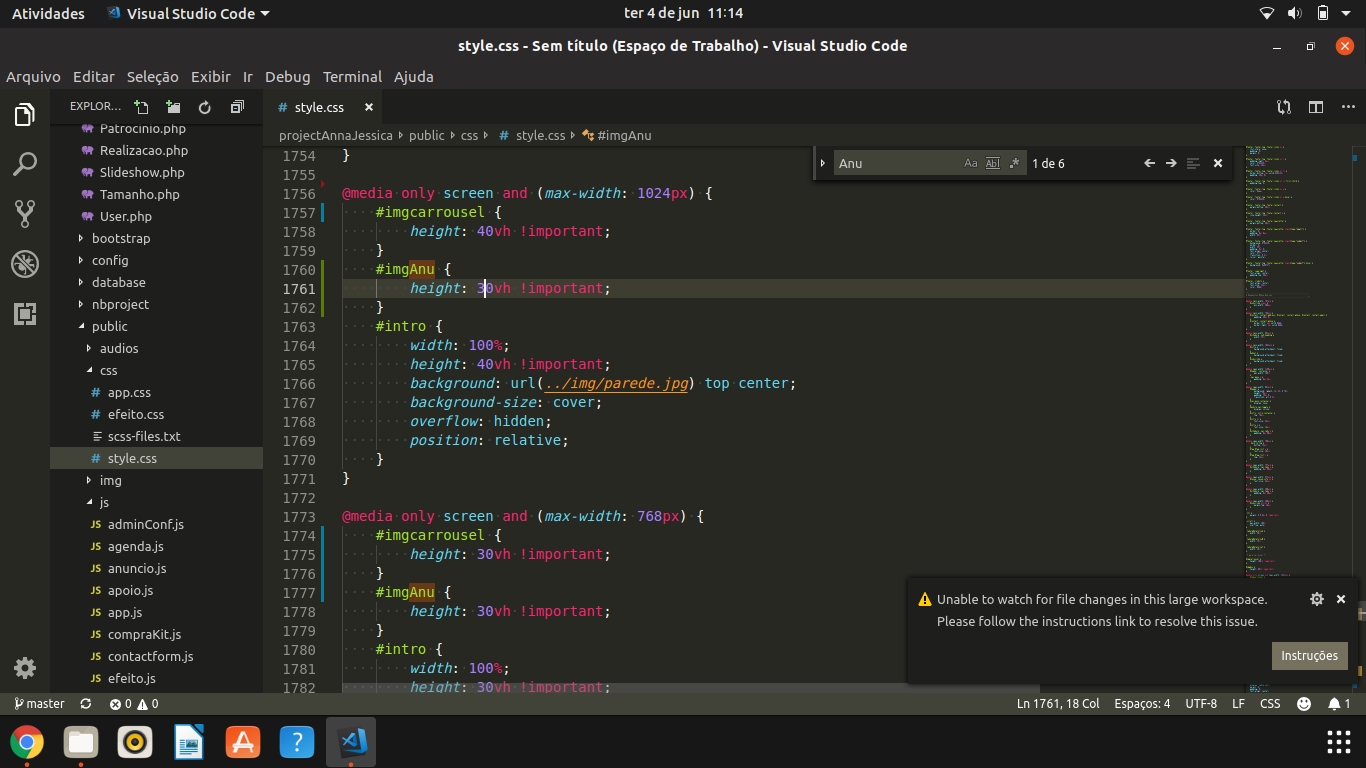 Atividades Visual Studio Code ter 4 de jun 11:14
style.css - Sem título (Espaço de Trabalho) - Visual Studio Code
Arquivo Editar Seleção Exibir Ir Debug Terminal Ajuda
EXPLOR...
Patrocinio.php
Realizacao.php
Slideshow.php
Tamanho.php
User.php
bootstrap
config
database
nbproject
public
audios
css
# app.css
# efeito.css
scss-files.txt
# style.css
img
js
JS adminConf.js
JS agenda.js
JS anuncio.js
JS apoio.js
JS app.js
JS compraKit.js
JS contactform.js
JS efeito.js
# style.css
projectAnnaJessica public css # style.css #imgAnu
Anu Aa Abl .* 1 de 6
1754 }
1755
1756 @media only screen and (max-width: 1024px) {
1757 #imgcarrousel {
1758 height: 40vh !important;
1759 }
1760 #imgAnu {
1761 height: 30vh !important;
1762 }
1763 #intro {
1764 width: 100%;
1765 height: 40vh !important;
1766 background: url(../img/parede.jpg) top center;
1767 background-size: cover;
1768 overflow: hidden;
1769 position: relative;
1770 }
1771 }
1772
1773 @media only screen and (max-width: 768px) {
1774 #imgcarrousel {
1775 height: 30vh !important;
1776 }
1777 #imgAnu {
1778 height: 30vh !important;
1779 }
1780 #intro {
1781 width: 100%;
1782 height: 30vh !important;
Unable to watch for file changes in this large workspace.
Please follow the instructions link to resolve this issue.
Instruções
master 0 0 Ln 1761, 18 Col Espaços: 4 UTF-8 LF CSS 1